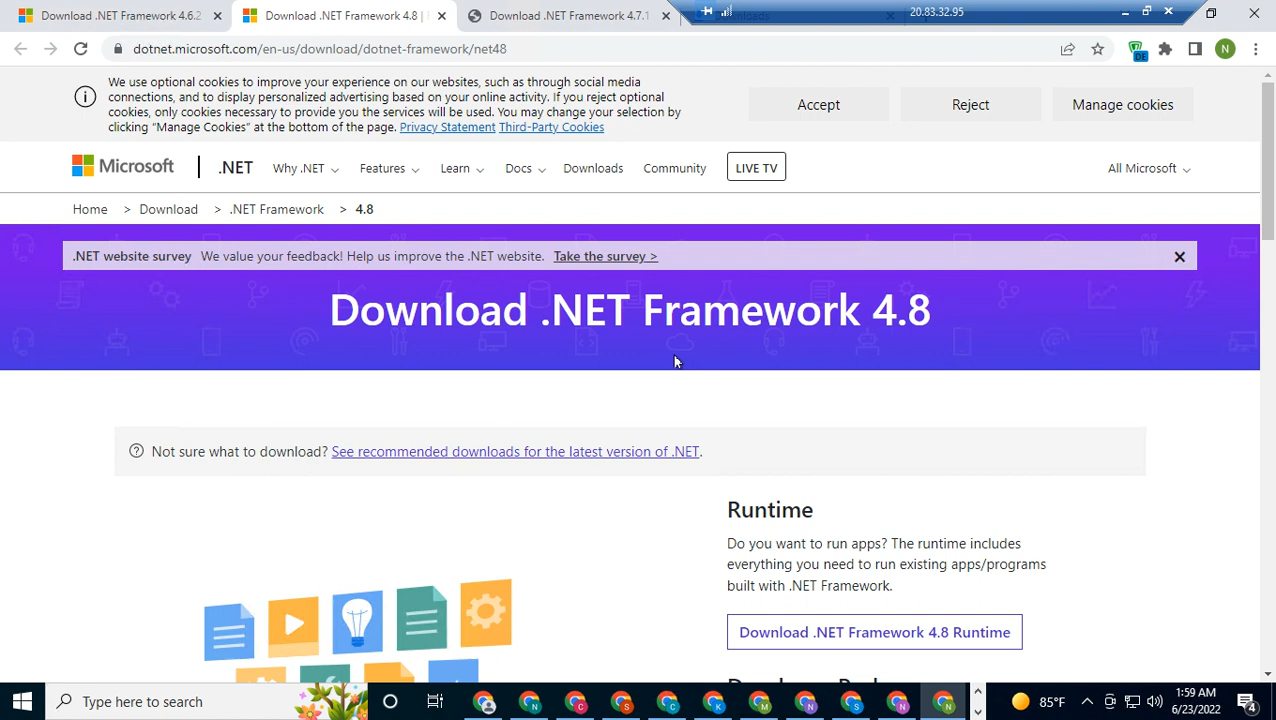 Download .NET Framework 4.6.2
Download .NET Framework 4.8 | N
Download .NET Framework 4.7.1
20.83.32.95
dotnet.microsoft.com/en-us/download/dotnet-framework/net48
DE
N
We use optional cookies to improve your experience on our websites, such as through social media
connections, and to display personalized advertising based on your online activity. If you reject optional
cookies, only cookies necessary to provide you the services will be used. You may change your selection by
clicking "Manage Cookies" at the bottom of the page. Privacy Statement Third-Party Cookies
Accept
Reject
Manage cookies
Microsoft
.NET
Why .NET
Features
Learn
Docs
Downloads
Community
LIVE TV
All Microsoft
Home > Download > .NET Framework > 4.8
.NET website survey We value your feedback! Help us improve the .NET website. Take the survey >
Download .NET Framework 4.8
Not sure what to download? See recommended downloads for the latest version of .NET.
Runtime
Do you want to run apps? The runtime includes
everything you need to run existing apps/programs
built with .NET Framework.
Download .NET Framework 4.8 Runtime
Type here to search
85°F
1:59 AM
6/23/2022
4